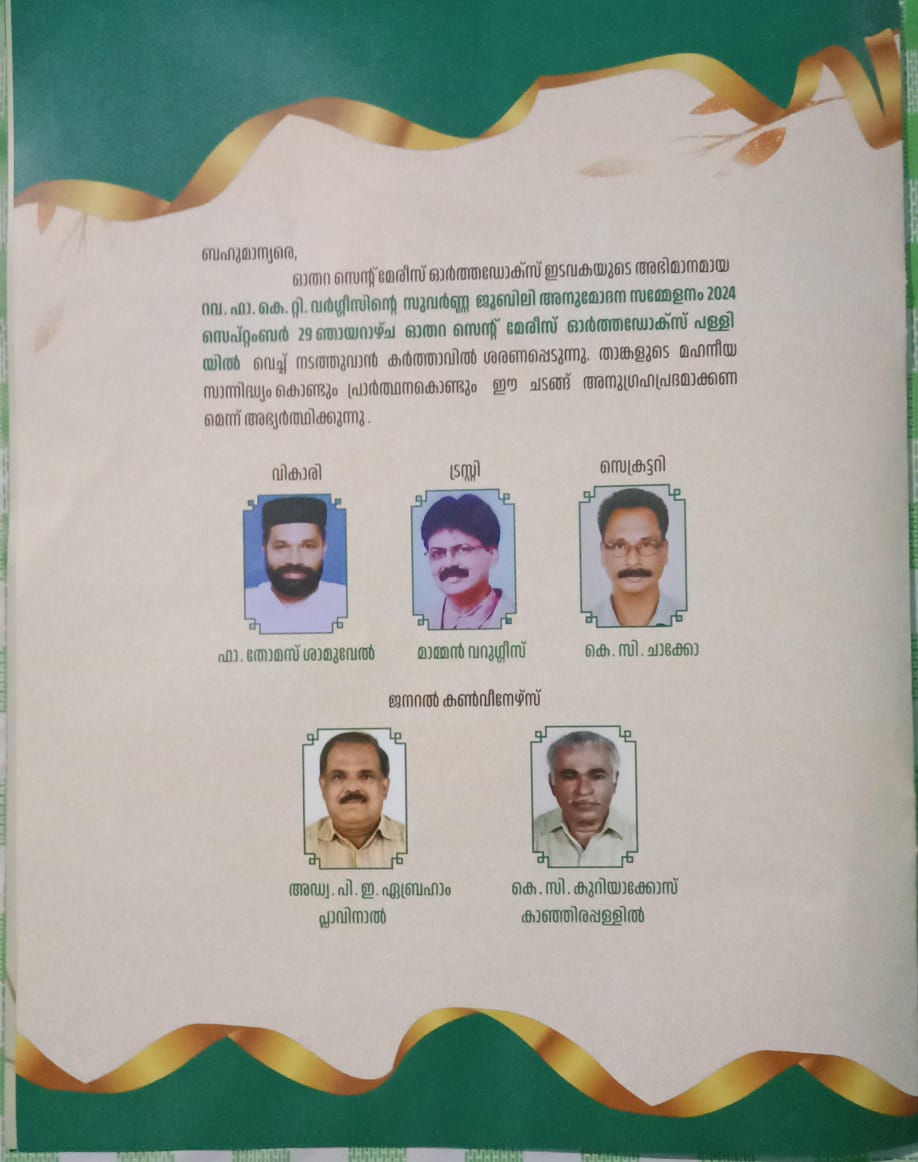 ബഹുമാന്യരെ,
ഓതറ സെന്റ് മേരീസ് ഓർത്തഡോക്സ് ഇടവകയുടെ അഭിമാനമായ
റവ. ഫാ. കെ. റ്റി. വർഗ്ഗീസിന്റെ സുവർണ്ണ ജൂബിലി അനുമോദന സമ്മേളനം 2024
സെപ്റ്റംബർ 29 ഞായറാഴ്ച ഓതറ സെന്റ് മേരീസ് ഓർത്തഡോക്സ് പള്ളി
യിൽ വെച്ച് നടത്തുവാൻ കർത്താവിൽ ശരണപ്പെടുന്നു. താങ്കളുടെ മഹനീയ
സാന്നിദ്ധ്യം കൊണ്ടും പ്രാർത്ഥനകൊണ്ടും ഈ ചടങ്ങ് അനുഗ്രഹപ്രദമാക്കണ
മെന്ന് അഭ്യർത്ഥിക്കുന്നു .
വികാരി ട്രസ്റ്റി സെക്രട്ടറി
ഫാ. തോമസ് ശാമുവേൽ മാമ്മൻ വറുഗ്ഗീസ് കെ. സി. ചാക്കോ
ജനറൽ കൺവീനേഴ്സ്
അഡ്വ. പി. ഇ. ഏബ്രഹാം കെ. സി. കുറിയാക്കോസ്
പ്ലാവിനാൽ കാഞ്ഞിരപ്പള്ളിൽ